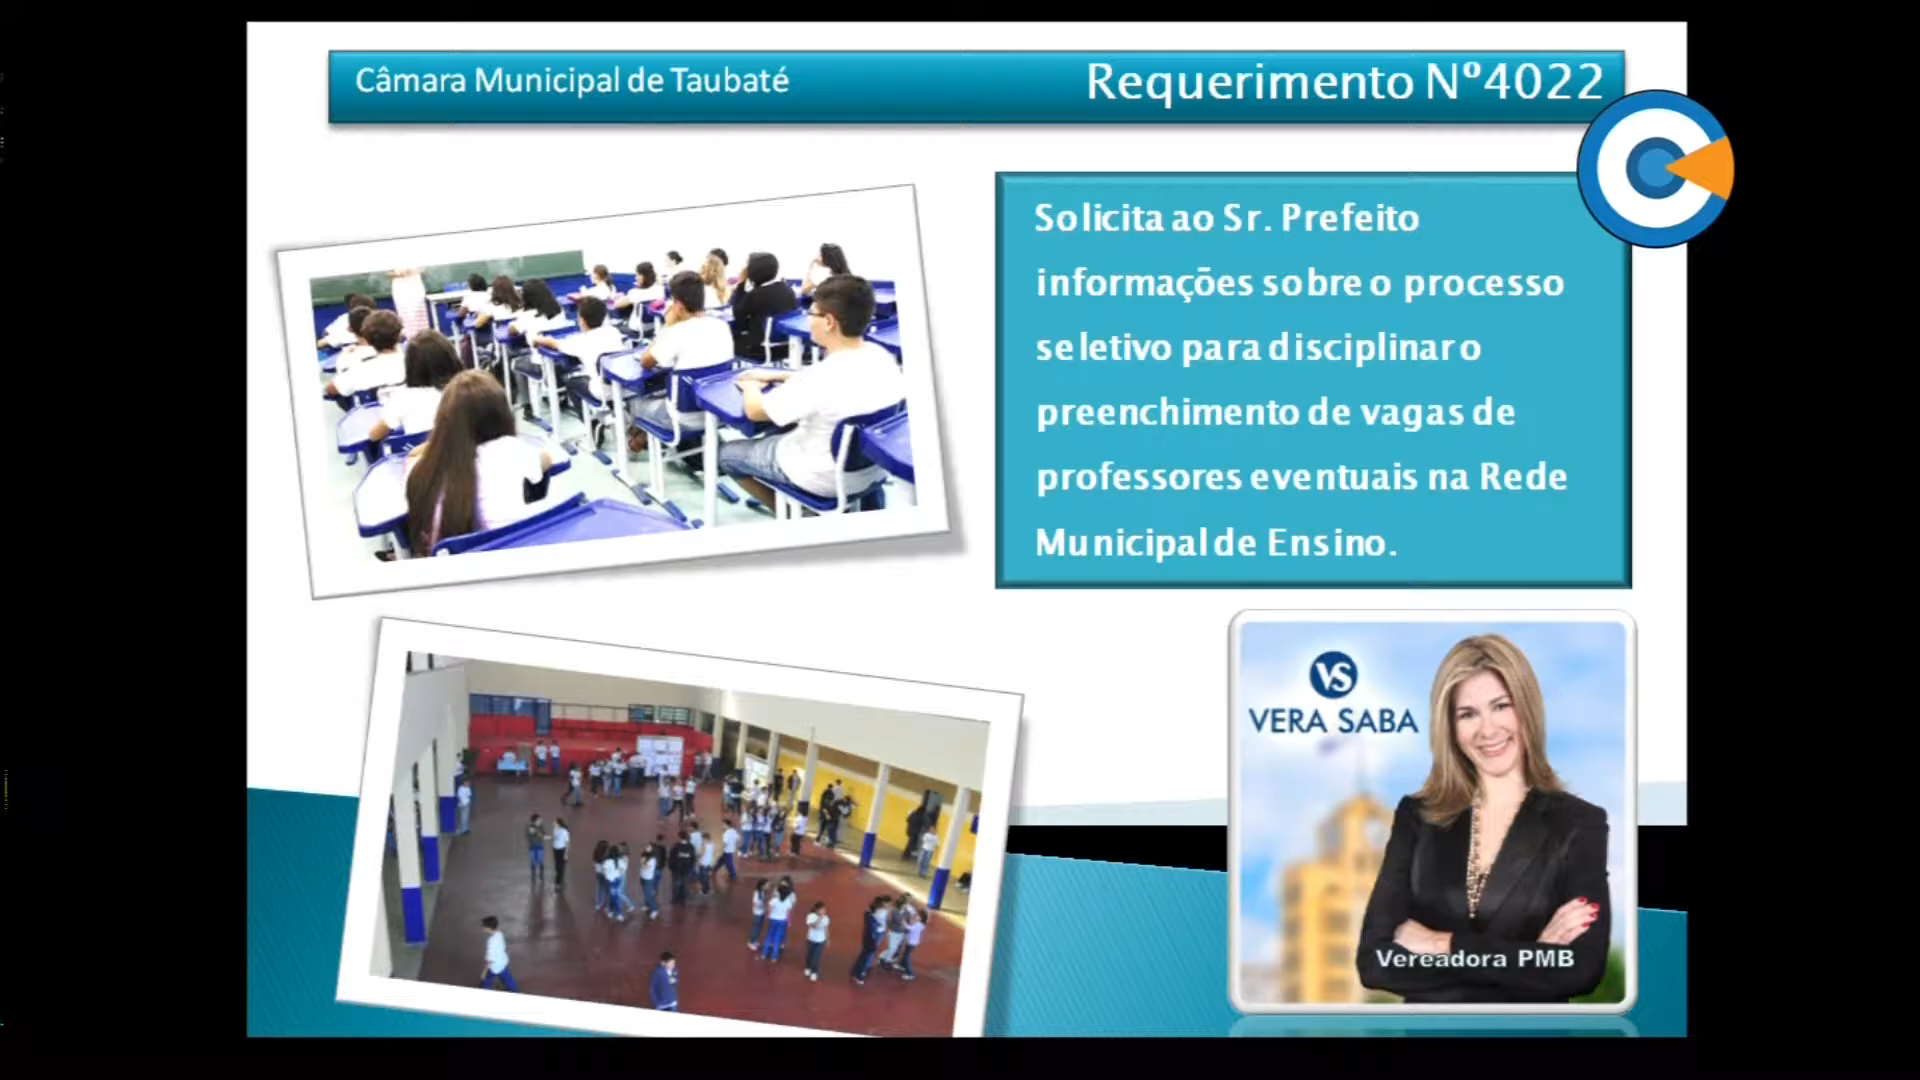 Câmara Municipal de Taubaté
Requerimento Nº4022
Solicita ao Sr. Prefeito
informações sobre o processo
seletivo para disciplinar o
preenchimento de vagas de
professores eventuais na Rede
Municipal de Ensino.
VS
VERA SABA
Vereadora PMB